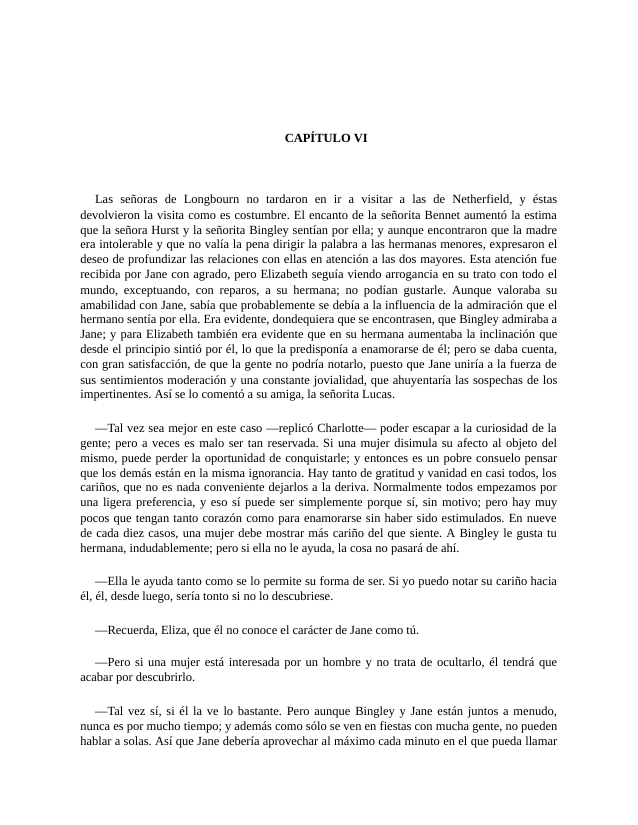 CAPÍTULO VI
Las señoras de Longbourn no tardaron en ir a visitar a las de Netherfield, y éstas
devolvieron la visita como es costumbre. El encanto de la señorita Bennet aumentó la estima
que la señora Hurst y la señorita Bingley sentían por ella; y aunque encontraron que la madre
era intolerable y que no valía la pena dirigir la palabra a las hermanas menores, expresaron el
deseo de profundizar las relaciones con ellas en atención a las dos mayores. Esta atención fue
recibida por Jane con agrado, pero Elizabeth seguía viendo arrogancia en su trato con todo el
mundo, exceptuando, con reparos, a su hermana; no podían gustarle. Aunque valoraba su
amabilidad con Jane, sabía que probablemente se debía a la influencia de la admiración que el
hermano sentía por ella. Era evidente, dondequiera que se encontrasen, que Bingley admiraba a
Jane; y para Elizabeth también era evidente que en su hermana aumentaba la inclinación que
desde el principio sintió por él, lo que la predisponía a enamorarse de él; pero se daba cuenta,
con gran satisfacción, de que la gente no podría notarlo, puesto que Jane uniría a la fuerza de
sus sentimientos moderación y una constante jovialidad, que ahuyentaría las sospechas de los
impertinentes. Así se lo comentó a su amiga, la señorita Lucas.
—Tal vez sea mejor en este caso —replicó Charlotte— poder escapar a la curiosidad de la
gente; pero a veces es malo ser tan reservada. Si una mujer disimula su afecto al objeto del
mismo, puede perder la oportunidad de conquistarle; y entonces es un pobre consuelo pensar
que los demás están en la misma ignorancia. Hay tanto de gratitud y vanidad en casi todos, los
cariños, que no es nada conveniente dejarlos a la deriva. Normalmente todos empezamos por
una ligera preferencia, y eso sí puede ser simplemente porque sí, sin motivo; pero hay muy
pocos que tengan tanto corazón como para enamorarse sin haber sido estimulados. En nueve
de cada diez casos, una mujer debe mostrar más cariño del que siente. A Bingley le gusta tu
hermana, indudablemente; pero si ella no le ayuda, la cosa no pasará de ahí.
—Ella le ayuda tanto como se lo permite su forma de ser. Si yo puedo notar su cariño hacia
él, él, desde luego, sería tonto si no lo descubriese.
—Recuerda, Eliza, que él no conoce el carácter de Jane como tú.
—Pero si una mujer está interesada por un hombre y no trata de ocultarlo, él tendrá que
acabar por descubrirlo.
—Tal vez sí, si él la ve lo bastante. Pero aunque Bingley y Jane están juntos a menudo,
nunca es por mucho tiempo; y además como sólo se ven en fiestas con mucha gente, no pueden
hablar a solas. Así que Jane debería aprovechar al máximo cada minuto en el que pueda llamar